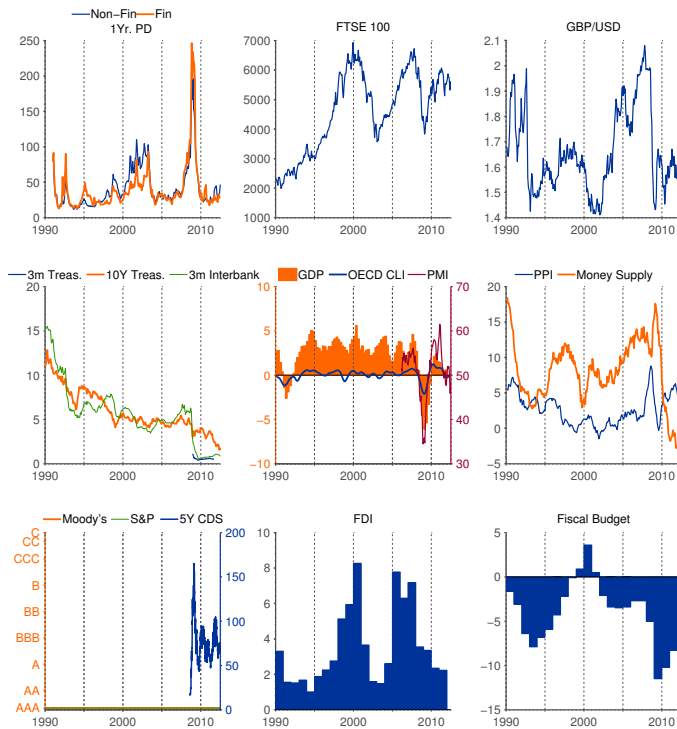 Non−Fin Fin
1Yr. PD
250
200
150
100
50
0
1990 2000 2010
FTSE 100
7000
6000
5000
4000
3000
2000
1000
1990 2000 2010
GBP/USD
2.1
2
1.9
1.8
1.7
1.6
1.5
1.4
1990 2000 2010
3m Treas. 10Y Treas. 3m Interbank
20
15
10
5
0
1990 2000 2010
GDP OECD CLI PMI
10
5
0
−5
−10
70
60
50
40
30
1990 2000 2010
PPI Money Supply
20
15
10
5
0
−5
1990 2000 2010
Moody's S&P 5Y CDS
C
CC
CCC
B
BB
BBB
A
AA
AAA
200
150
100
50
0
1990 2000 2010
FDI
10
8
6
4
2
0
1990 2000 2010
Fiscal Budget
5
0
−5
−10
−15
1990 2000 2010